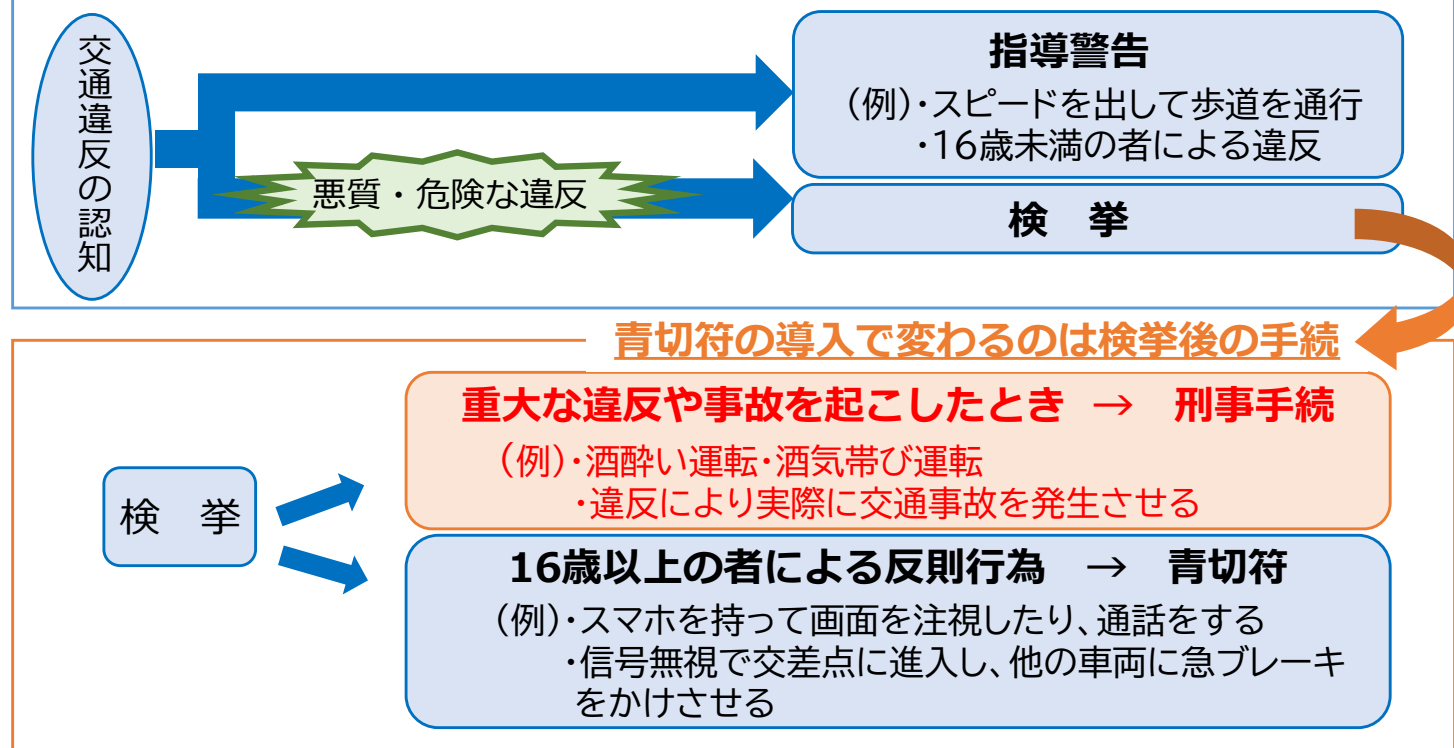 交通違反の認知
指導警告
（例）・スピードを出して歩道を通行
・16歳未満の者による違反
悪質・危険な違反
検　挙
青切符の導入で変わるのは検挙後の手続
重大な違反や事故を起こしたとき　→　刑事手続
（例）・酒酔い運転・酒気帯び運転
・違反により実際に交通事故を発生させる
検　挙
16歳以上の者による反則行為　→　青切符
（例）・スマホを持って画面を注視したり、通話をする
・信号無視で交差点に進入し、他の車両に急ブレーキ
をかけさせる